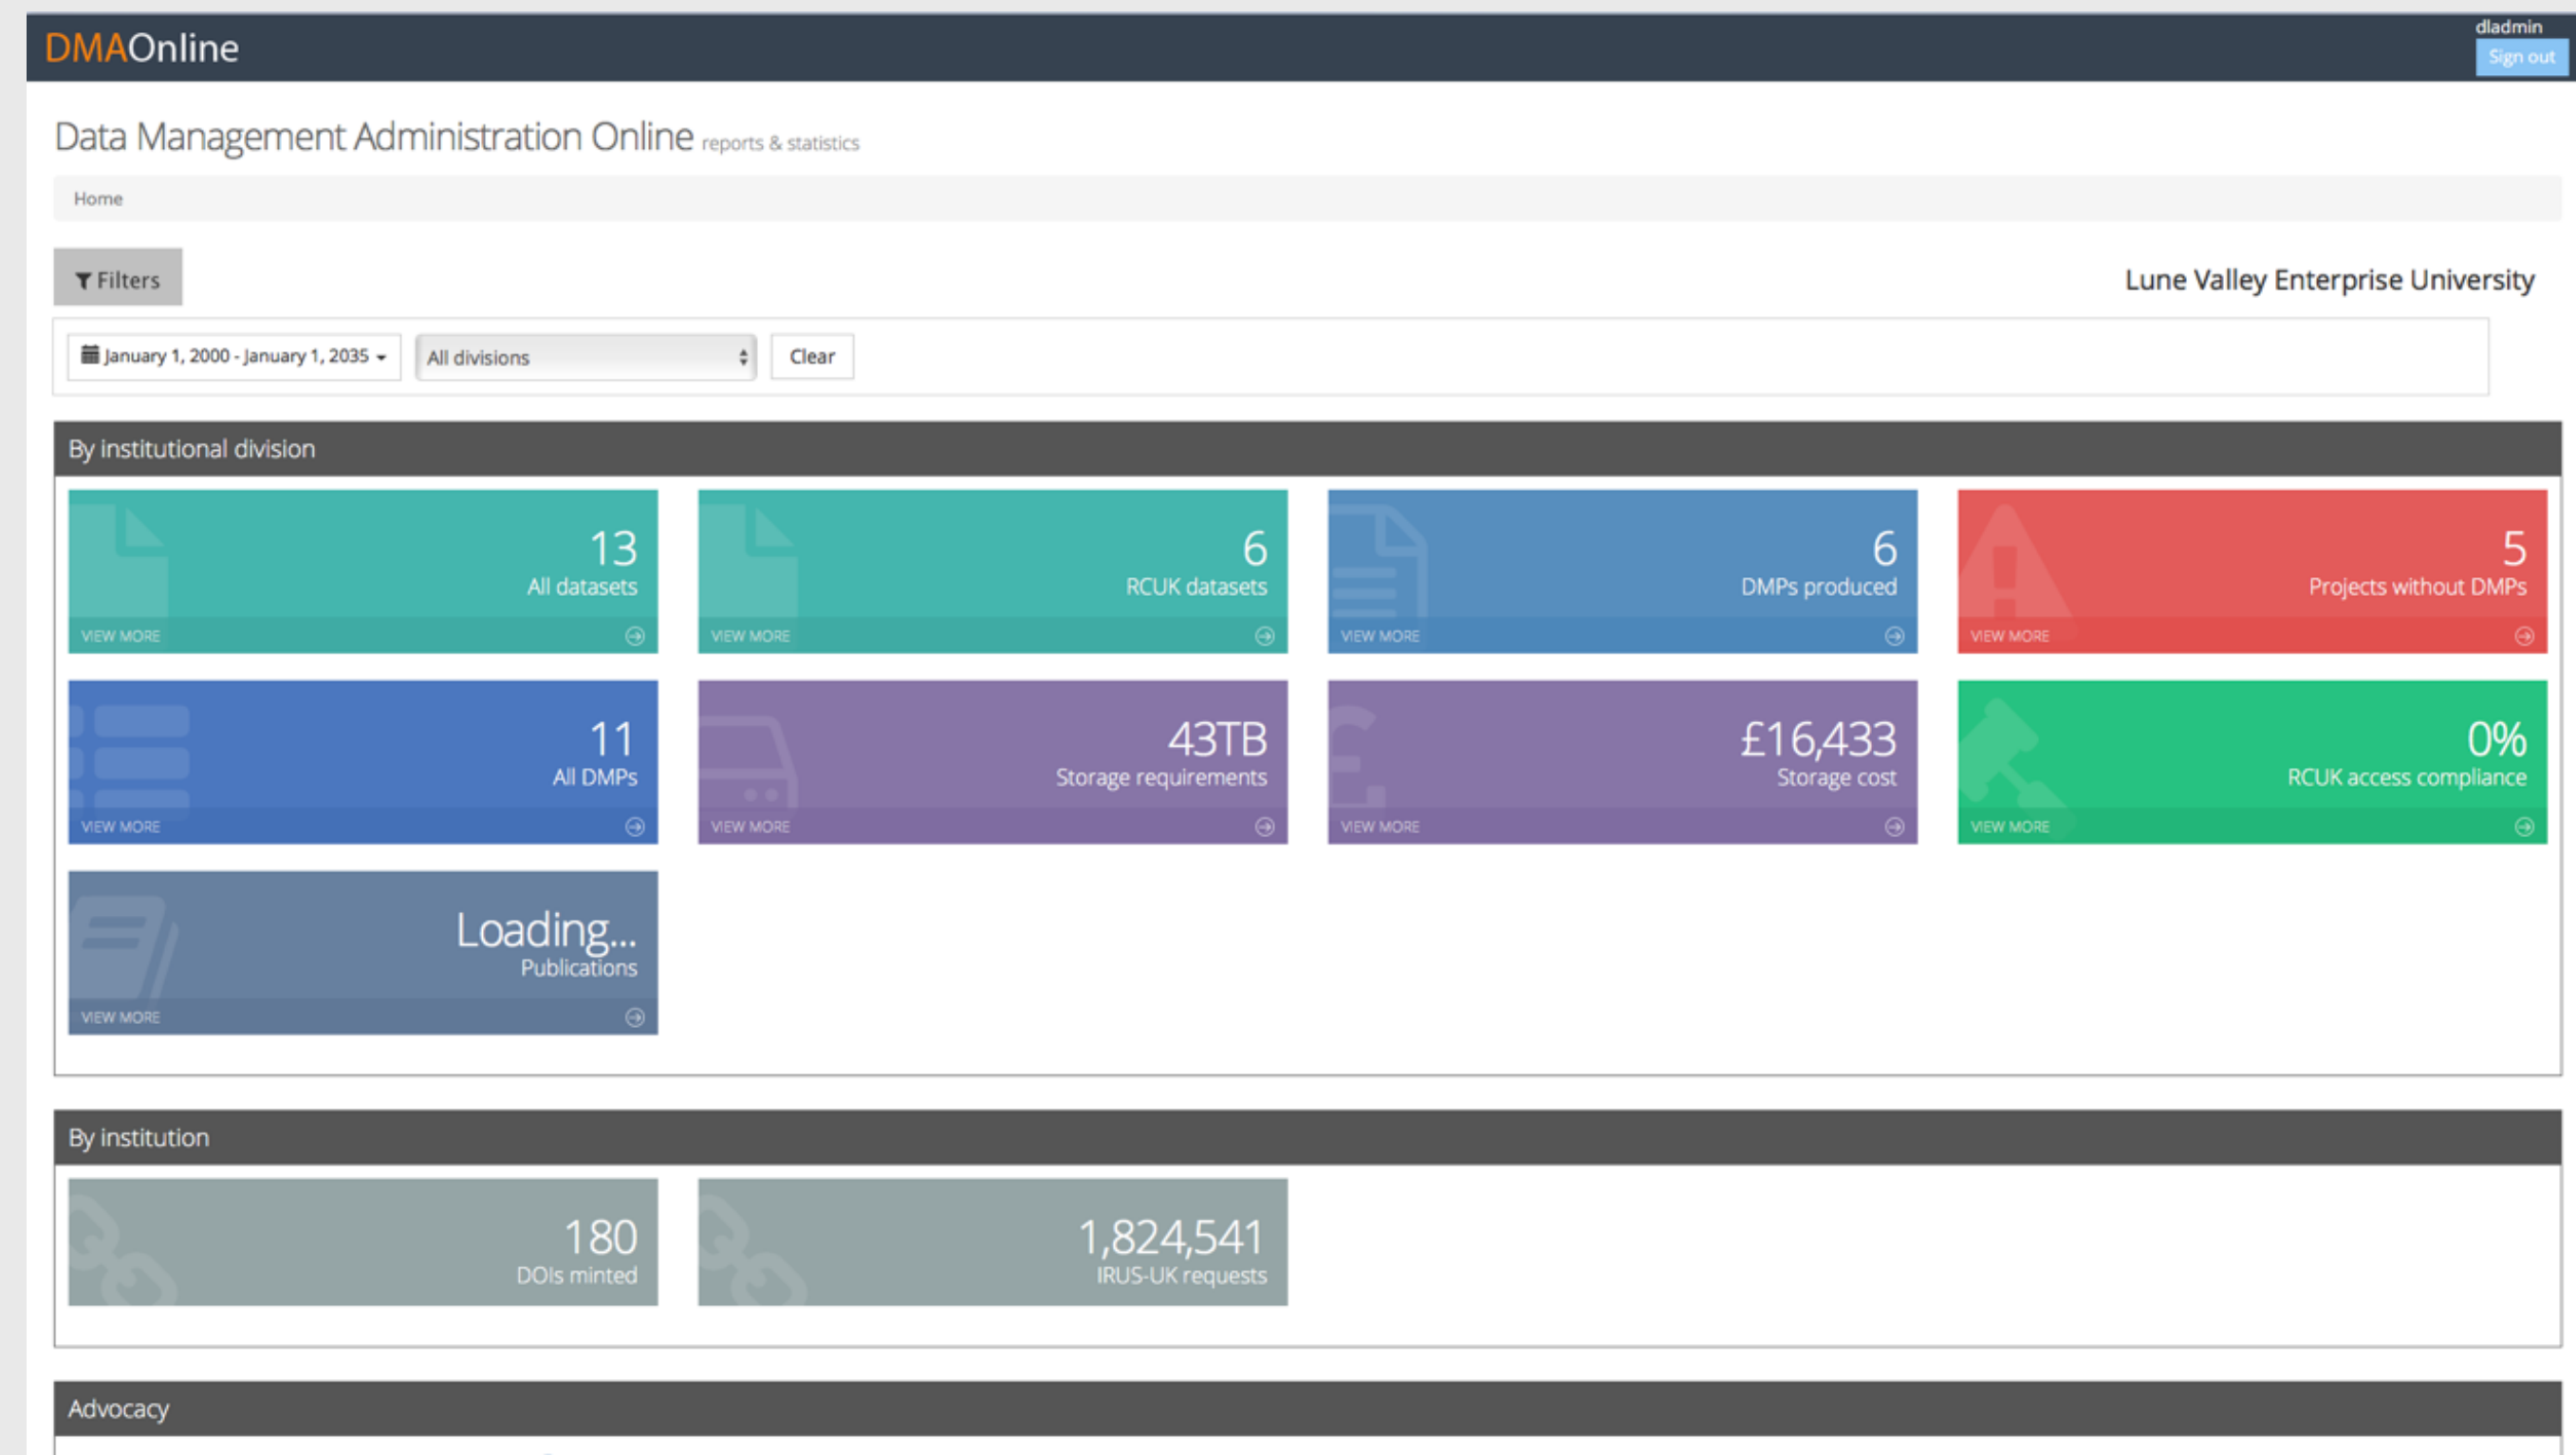 DMAOnline
dladmin
Sign out
Data Management Administration Online reports & statistics
Home
Filters
Lune Valley Enterprise University
January 1, 2000 - January 1, 2035
All divisions
Clear
By institutional division
13
All datasets
VIEW MORE
6
RCUK datasets
VIEW MORE
6
DMPs produced
VIEW MORE
5
Projects without DMPs
VIEW MORE
11
All DMPs
VIEW MORE
43TB
Storage requirements
VIEW MORE
£16,433
Storage cost
VIEW MORE
0%
RCUK access compliance
VIEW MORE
Loading...
Publications
VIEW MORE
By institution
180
DOIs minted
1,824,541
IRUS-UK requests
Advocacy